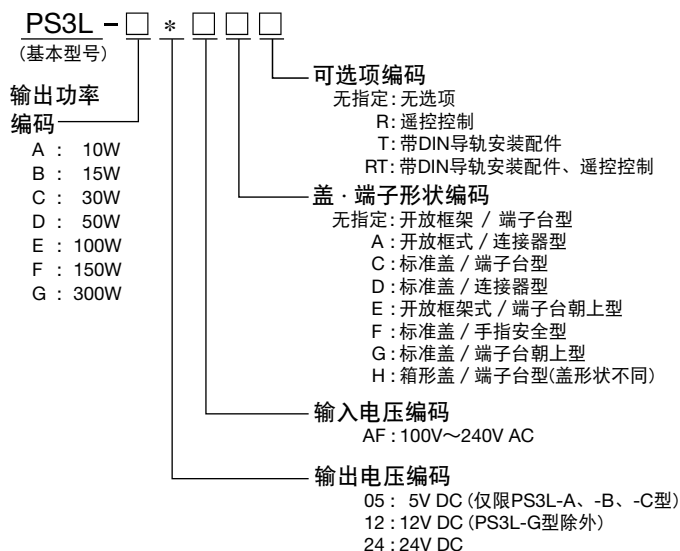 PS3L - □ * □ □ □
(基本型号)
输出功率
编码
A : 10W
B : 15W
C : 30W
D : 50W
E : 100W
F : 150W
G : 300W
可选项编码
无指定:无选项
R:遥控控制
T:带DIN导轨安装配件
RT:带DIN导轨安装配件、遥控控制
盖·端子形状编码
无指定:开放框架 / 端子台型
A:开放框式 / 连接器型
C:标准盖 / 端子台型
D:标准盖 / 连接器型
E:开放框架式 / 端子台朝上型
F:标准盖 / 手指安全型
G:标准盖 / 端子台朝上型
H:箱形盖 / 端子台型(盖形状不同)
输入电压编码
AF:100V～240V AC
输出电压编码
05: 5V DC (仅限PS3L-A、-B、-C型)
12:12V DC (PS3L-G型除外)
24:24V DC